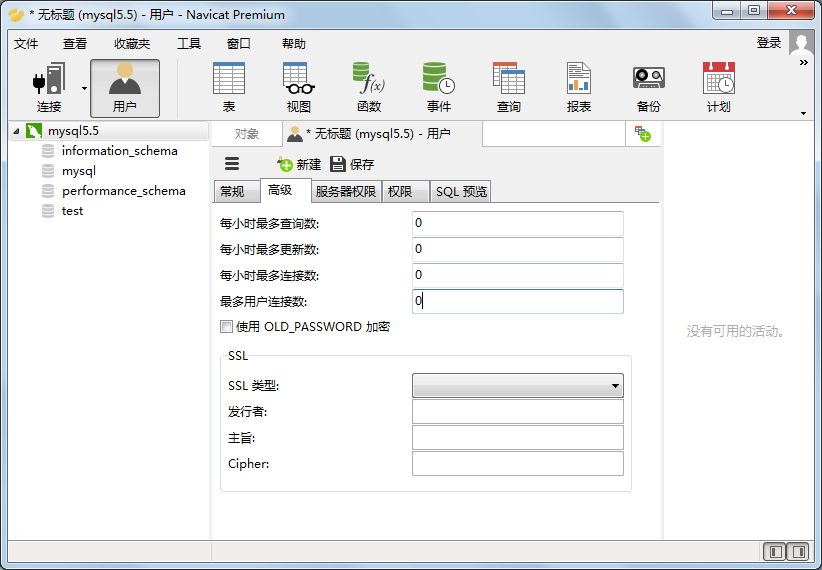 * 无标题 (mysql5.5) - 用户 - Navicat Premium
文件 查看 收藏夹 工具 窗口 帮助 登录
连接 用户 表 视图 函数 事件 查询 报表 备份 计划
mysql5.5
information_schema
mysql
performance_schema
test
对象 * 无标题 (mysql5.5) - 用户
新建 保存
常规 高级 服务器权限 权限 SQL 预览
每小时最多查询数: 0
每小时最多更新数: 0
每小时最多连接数: 0
最多用户连接数: 0
使用 OLD_PASSWORD 加密
SSL
SSL 类型:
发行者:
主旨:
Cipher:
没有可用的活动。